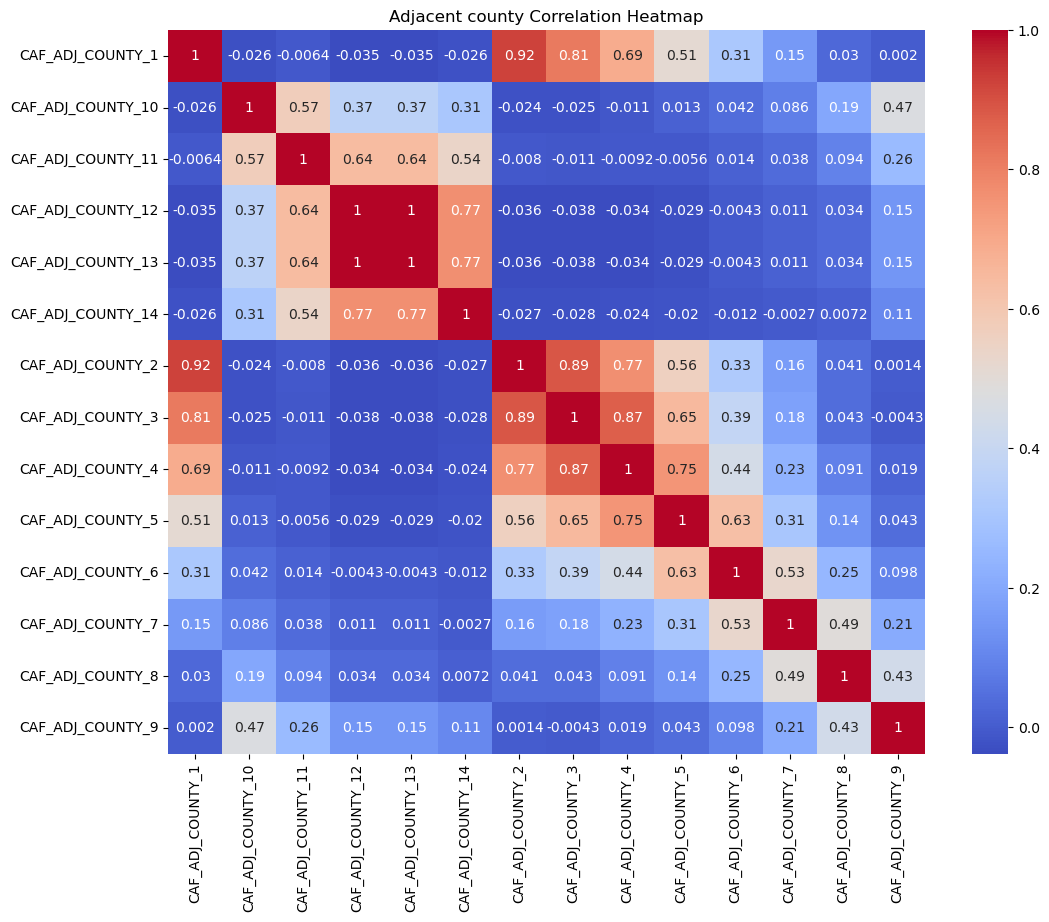 Adjacent county Correlation Heatmap
CAF_ADJ_COUNTY_1 1 -0.026 -0.0064 -0.035 -0.035 -0.026 0.92 0.81 0.69 0.51 0.31 0.15 0.03 0.002
CAF_ADJ_COUNTY_10 -0.026 1 0.57 0.37 0.37 0.31 -0.024 -0.025 -0.011 0.013 0.042 0.086 0.19 0.47
CAF_ADJ_COUNTY_11 -0.0064 0.57 1 0.64 0.64 0.54 -0.008 -0.011 -0.0092 -0.0056 0.014 0.038 0.094 0.26
CAF_ADJ_COUNTY_12 -0.035 0.37 0.64 1 1 0.77 -0.036 -0.038 -0.034 -0.029 -0.0043 0.011 0.034 0.15
CAF_ADJ_COUNTY_13 -0.035 0.37 0.64 1 1 0.77 -0.036 -0.038 -0.034 -0.029 -0.0043 0.011 0.034 0.15
CAF_ADJ_COUNTY_14 -0.026 0.31 0.54 0.77 0.77 1 -0.027 -0.028 -0.024 -0.02 -0.012 -0.0027 0.0072 0.11
CAF_ADJ_COUNTY_2 0.92 -0.024 -0.008 -0.036 -0.036 -0.027 1 0.89 0.77 0.56 0.33 0.16 0.041 0.0014
CAF_ADJ_COUNTY_3 0.81 -0.025 -0.011 -0.038 -0.038 -0.028 0.89 1 0.87 0.65 0.39 0.18 0.043 -0.0043
CAF_ADJ_COUNTY_4 0.69 -0.011 -0.0092 -0.034 -0.034 -0.024 0.77 0.87 1 0.75 0.44 0.23 0.091 0.019
CAF_ADJ_COUNTY_5 0.51 0.013 -0.0056 -0.029 -0.029 -0.02 0.56 0.65 0.75 1 0.63 0.31 0.14 0.043
CAF_ADJ_COUNTY_6 0.31 0.042 0.014 -0.0043 -0.0043 -0.012 0.33 0.39 0.44 0.63 1 0.53 0.25 0.098
CAF_ADJ_COUNTY_7 0.15 0.086 0.038 0.011 0.011 -0.0027 0.16 0.18 0.23 0.31 0.53 1 0.49 0.21
CAF_ADJ_COUNTY_8 0.03 0.19 0.094 0.034 0.034 0.0072 0.041 0.043 0.091 0.14 0.25 0.49 1 0.43
CAF_ADJ_COUNTY_9 0.002 0.47 0.26 0.15 0.15 0.11 0.0014 -0.0043 0.019 0.043 0.098 0.21 0.43 1
CAF_ADJ_COUNTY_1
CAF_ADJ_COUNTY_10
CAF_ADJ_COUNTY_11
CAF_ADJ_COUNTY_12
CAF_ADJ_COUNTY_13
CAF_ADJ_COUNTY_14
CAF_ADJ_COUNTY_2
CAF_ADJ_COUNTY_3
CAF_ADJ_COUNTY_4
CAF_ADJ_COUNTY_5
CAF_ADJ_COUNTY_6
CAF_ADJ_COUNTY_7
CAF_ADJ_COUNTY_8
CAF_ADJ_COUNTY_9
1.0
0.8
0.6
0.4
0.2
0.0